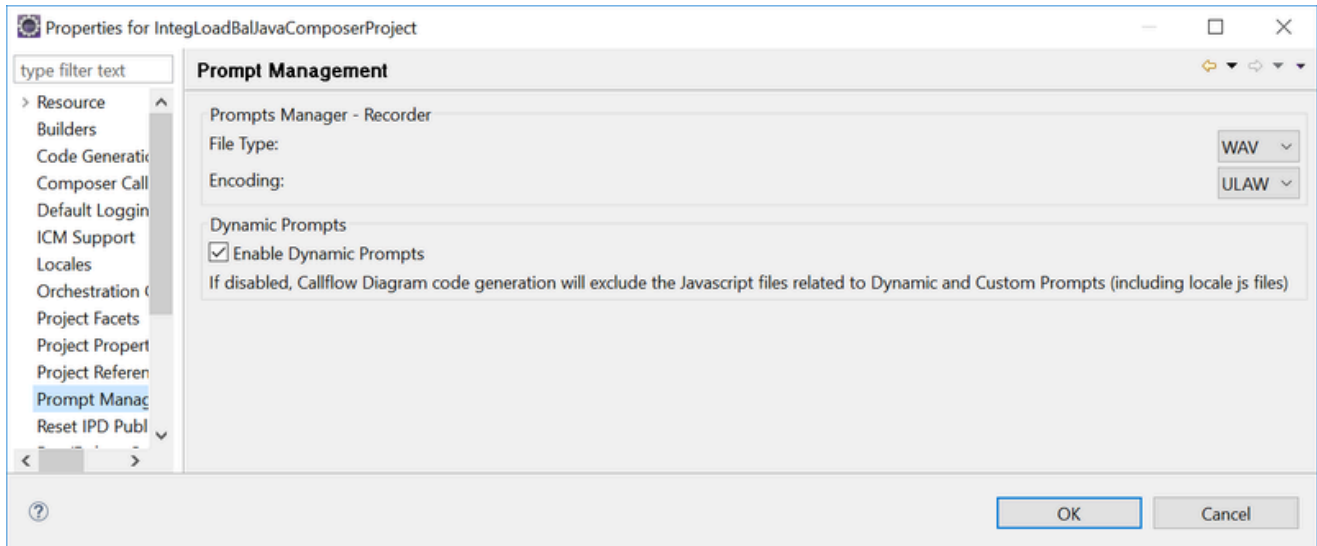 Properties for IntegLoadBalJavaComposerProject
type filter text
Resource
Builders
Code Generatic
Composer Call
Default Loggin
ICM Support
Locales
Orchestration
Project Facets
Project Propert
Project Referen
Prompt Manag
Reset IPD Publ
Prompt Management
Prompts Manager - Recorder
File Type: WAV
Encoding: ULAW
Dynamic Prompts
Enable Dynamic Prompts
If disabled, Callflow Diagram code generation will exclude the Javascript files related to Dynamic and Custom Prompts (including locale js files)
OK Cancel